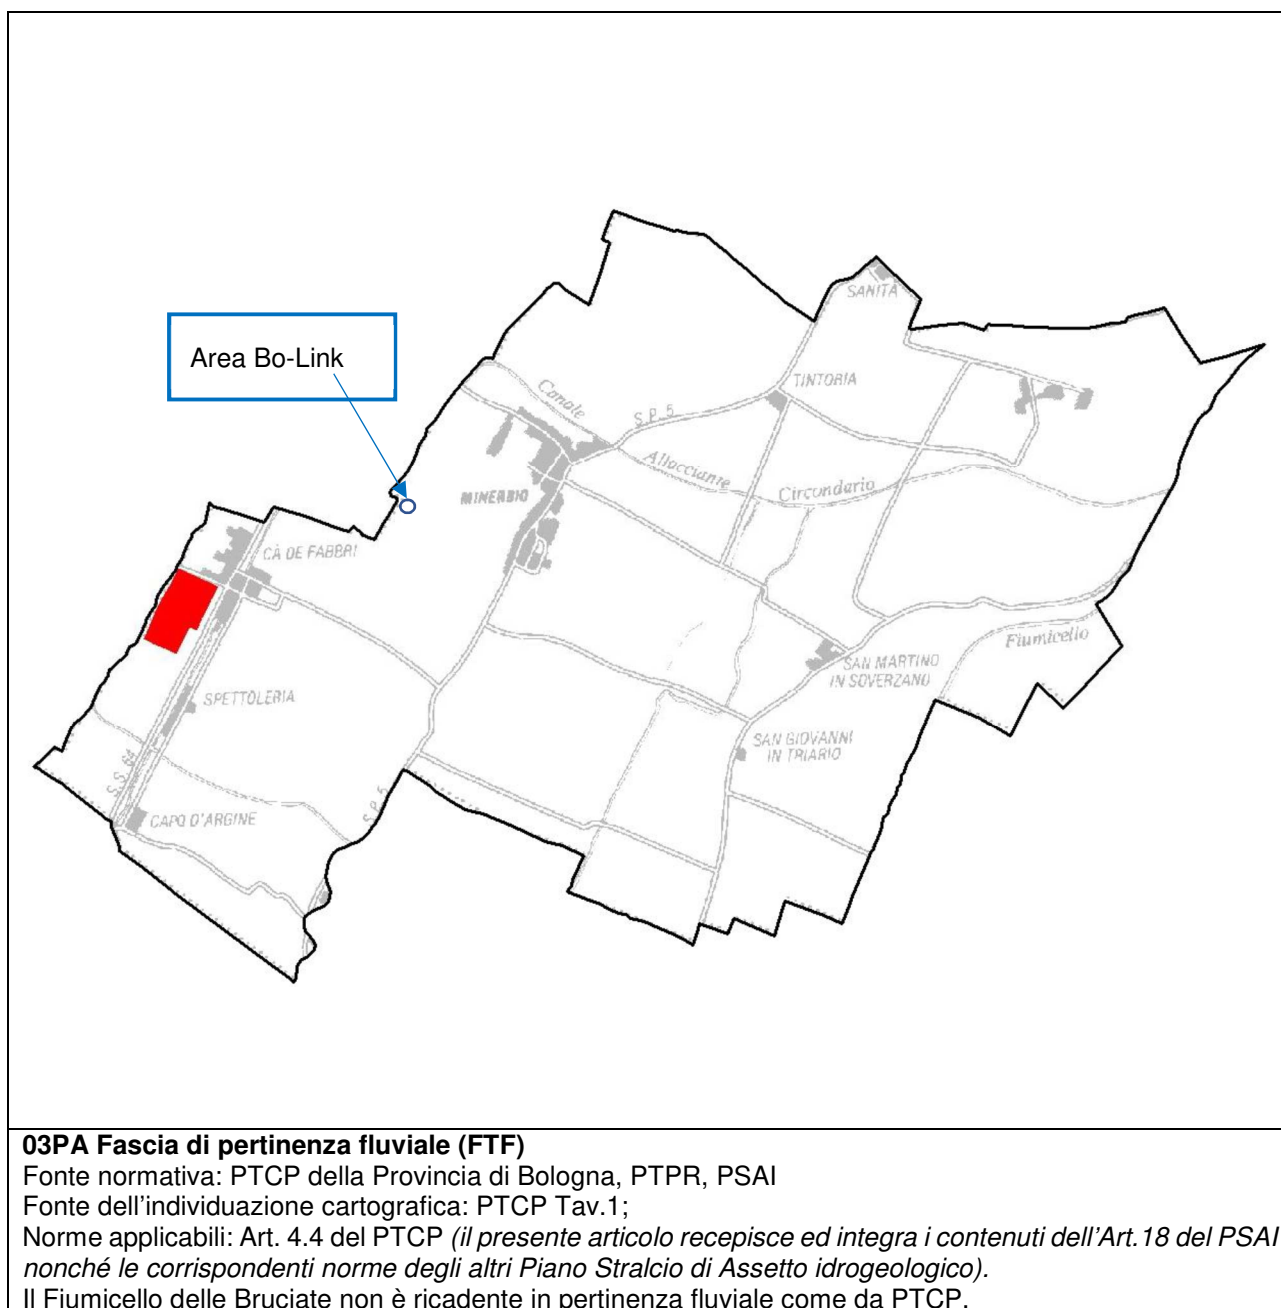 SANITÀ
Area Bo-Link
TINTORIA
Canale
S.P. 5
Allacciante
Circondario
MINERBIO
CÀ DE FABBRI
Fiumicello
SAN MARTINO
IN SOVERZANO
SPETTOLERIA
SAN GIOVANNI
IN TRIARIO
S.S. 64
S.P. 5
CAPO D'ARGINE
03PA Fascia di pertinenza fluviale (FTF)
Fonte normativa: PTCP della Provincia di Bologna, PTPR, PSAI
Fonte dell'individuazione cartografica: PTCP Tav.1;
Norme applicabili: Art. 4.4 del PTCP (il presente articolo recepisce ed integra i contenuti dell'Art.18 del PSAI
nonché le corrispondenti norme degli altri Piano Stralcio di Assetto idrogeologico).
Il Fiumicello delle Bruciate non è ricadente in pertinenza fluviale come da PTCP.